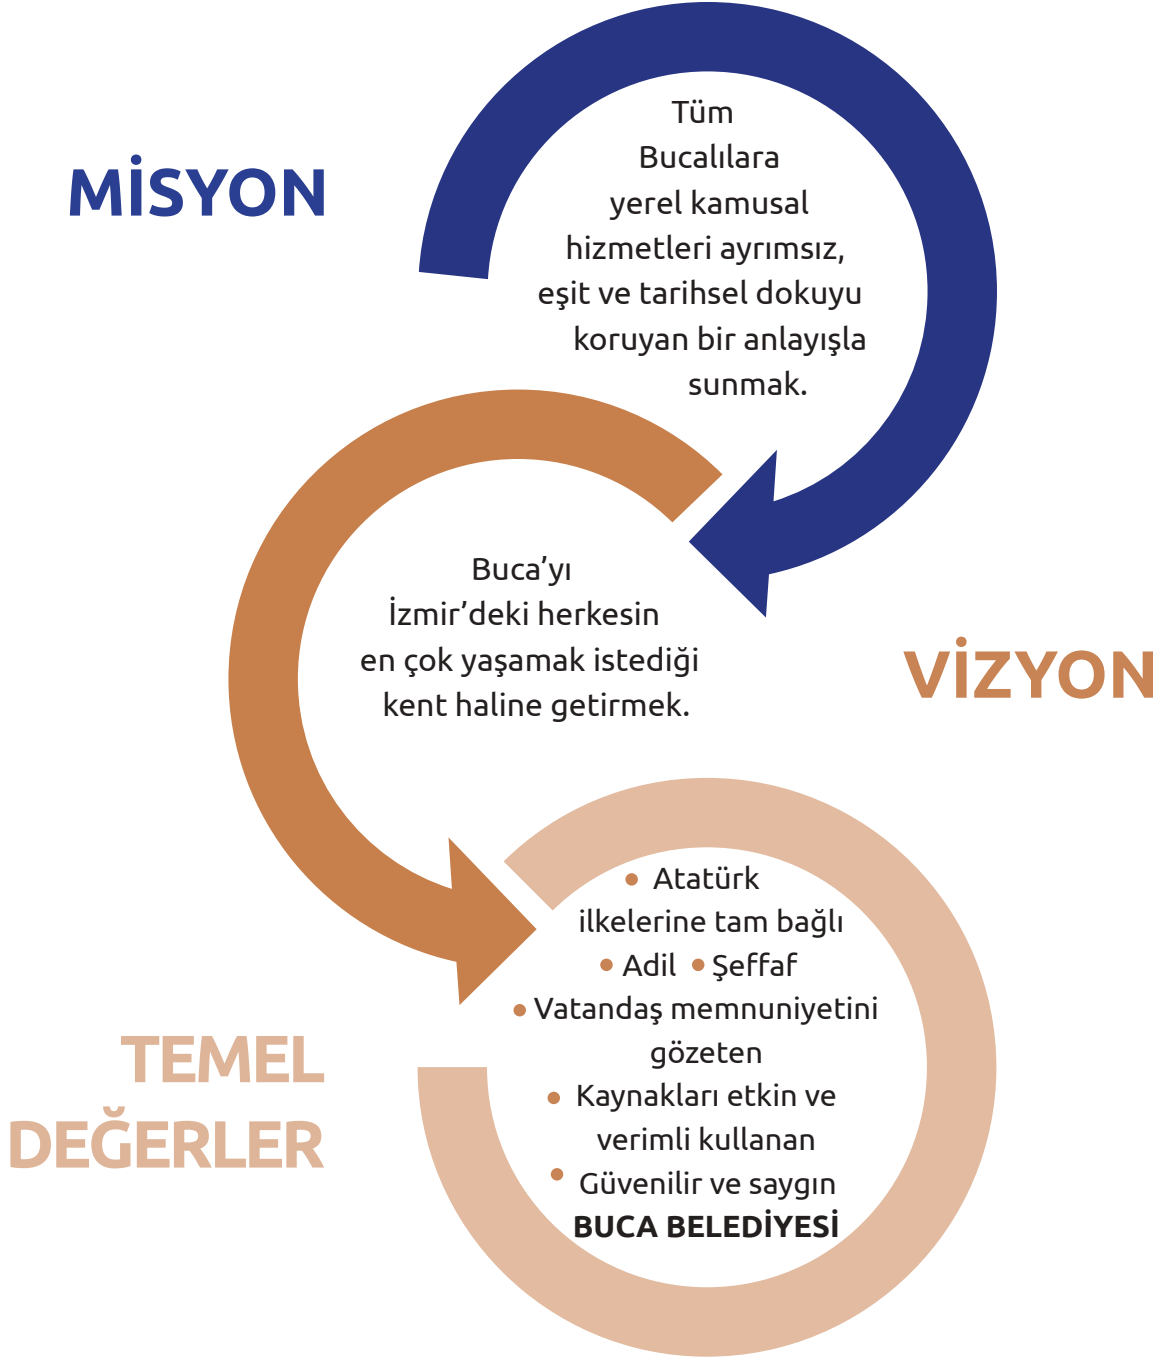 MİSYON
Tüm
Bucalılara
yerel kamusal
hizmetleri ayrımsız,
eşit ve tarihsel dokuyu
koruyan bir anlayışla
sunmak.
VİZYON
Buca’yı
İzmir’deki herkesin
en çok yaşamak istediği
kent haline getirmek.
TEMEL
DEĞERLER
• Atatürk
ilkelerine tam bağlı
• Adil • Şeffaf
• Vatandaş memnuniyetini
gözeten
• Kaynakları etkin ve
verimli kullanan
• Güvenilir ve saygın
BUCA BELEDİYESİ